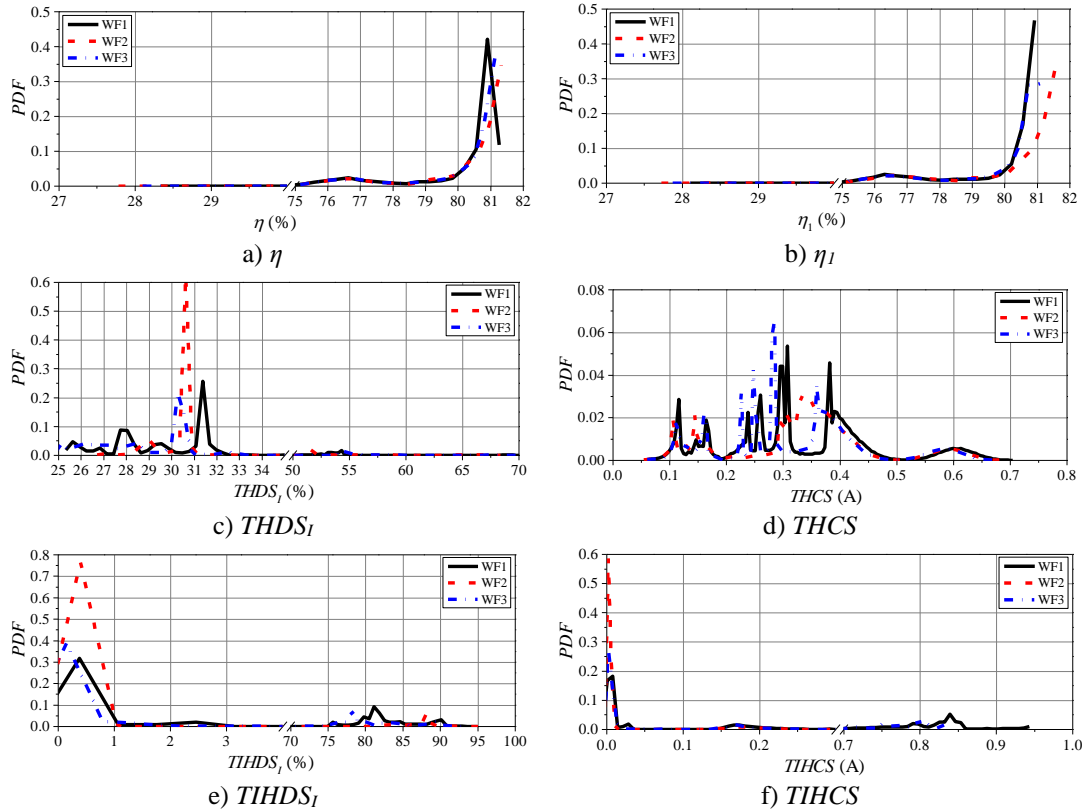 WF1
WF2
WF3
PDF
0.5
0.4
0.3
0.2
0.1
0.0
27 28 29 75 76 77 78 79 80 81 82
η (%)
a) η
WF1
WF2
WF3
PDF
0.5
0.4
0.3
0.2
0.1
0.0
27 28 29 75 76 77 78 79 80 81 82
η1 (%)
b) η1
WF1
WF2
WF3
PDF
0.6
0.5
0.4
0.3
0.2
0.1
0.0
25 26 27 28 29 30 31 32 33 34 50 55 60 65 70
THDSI (%)
c) THDSI
WF1
WF2
WF3
PDF
0.08
0.06
0.04
0.02
0.00
0.0 0.1 0.2 0.3 0.4 0.5 0.6 0.7 0.8
THCS (A)
d) THCS
WF1
WF2
WF3
PDF
0.8
0.7
0.6
0.5
0.4
0.3
0.2
0.1
0.0
0 1 2 3 70 75 80 85 90 95 100
TIHDSI (%)
e) TIHDSI
WF1
WF2
WF3
PDF
0.6
0.5
0.4
0.3
0.2
0.1
0.0
0.0 0.1 0.2 0.7 0.8 0.9 1.0
TIHCS (A)
f) TIHCS